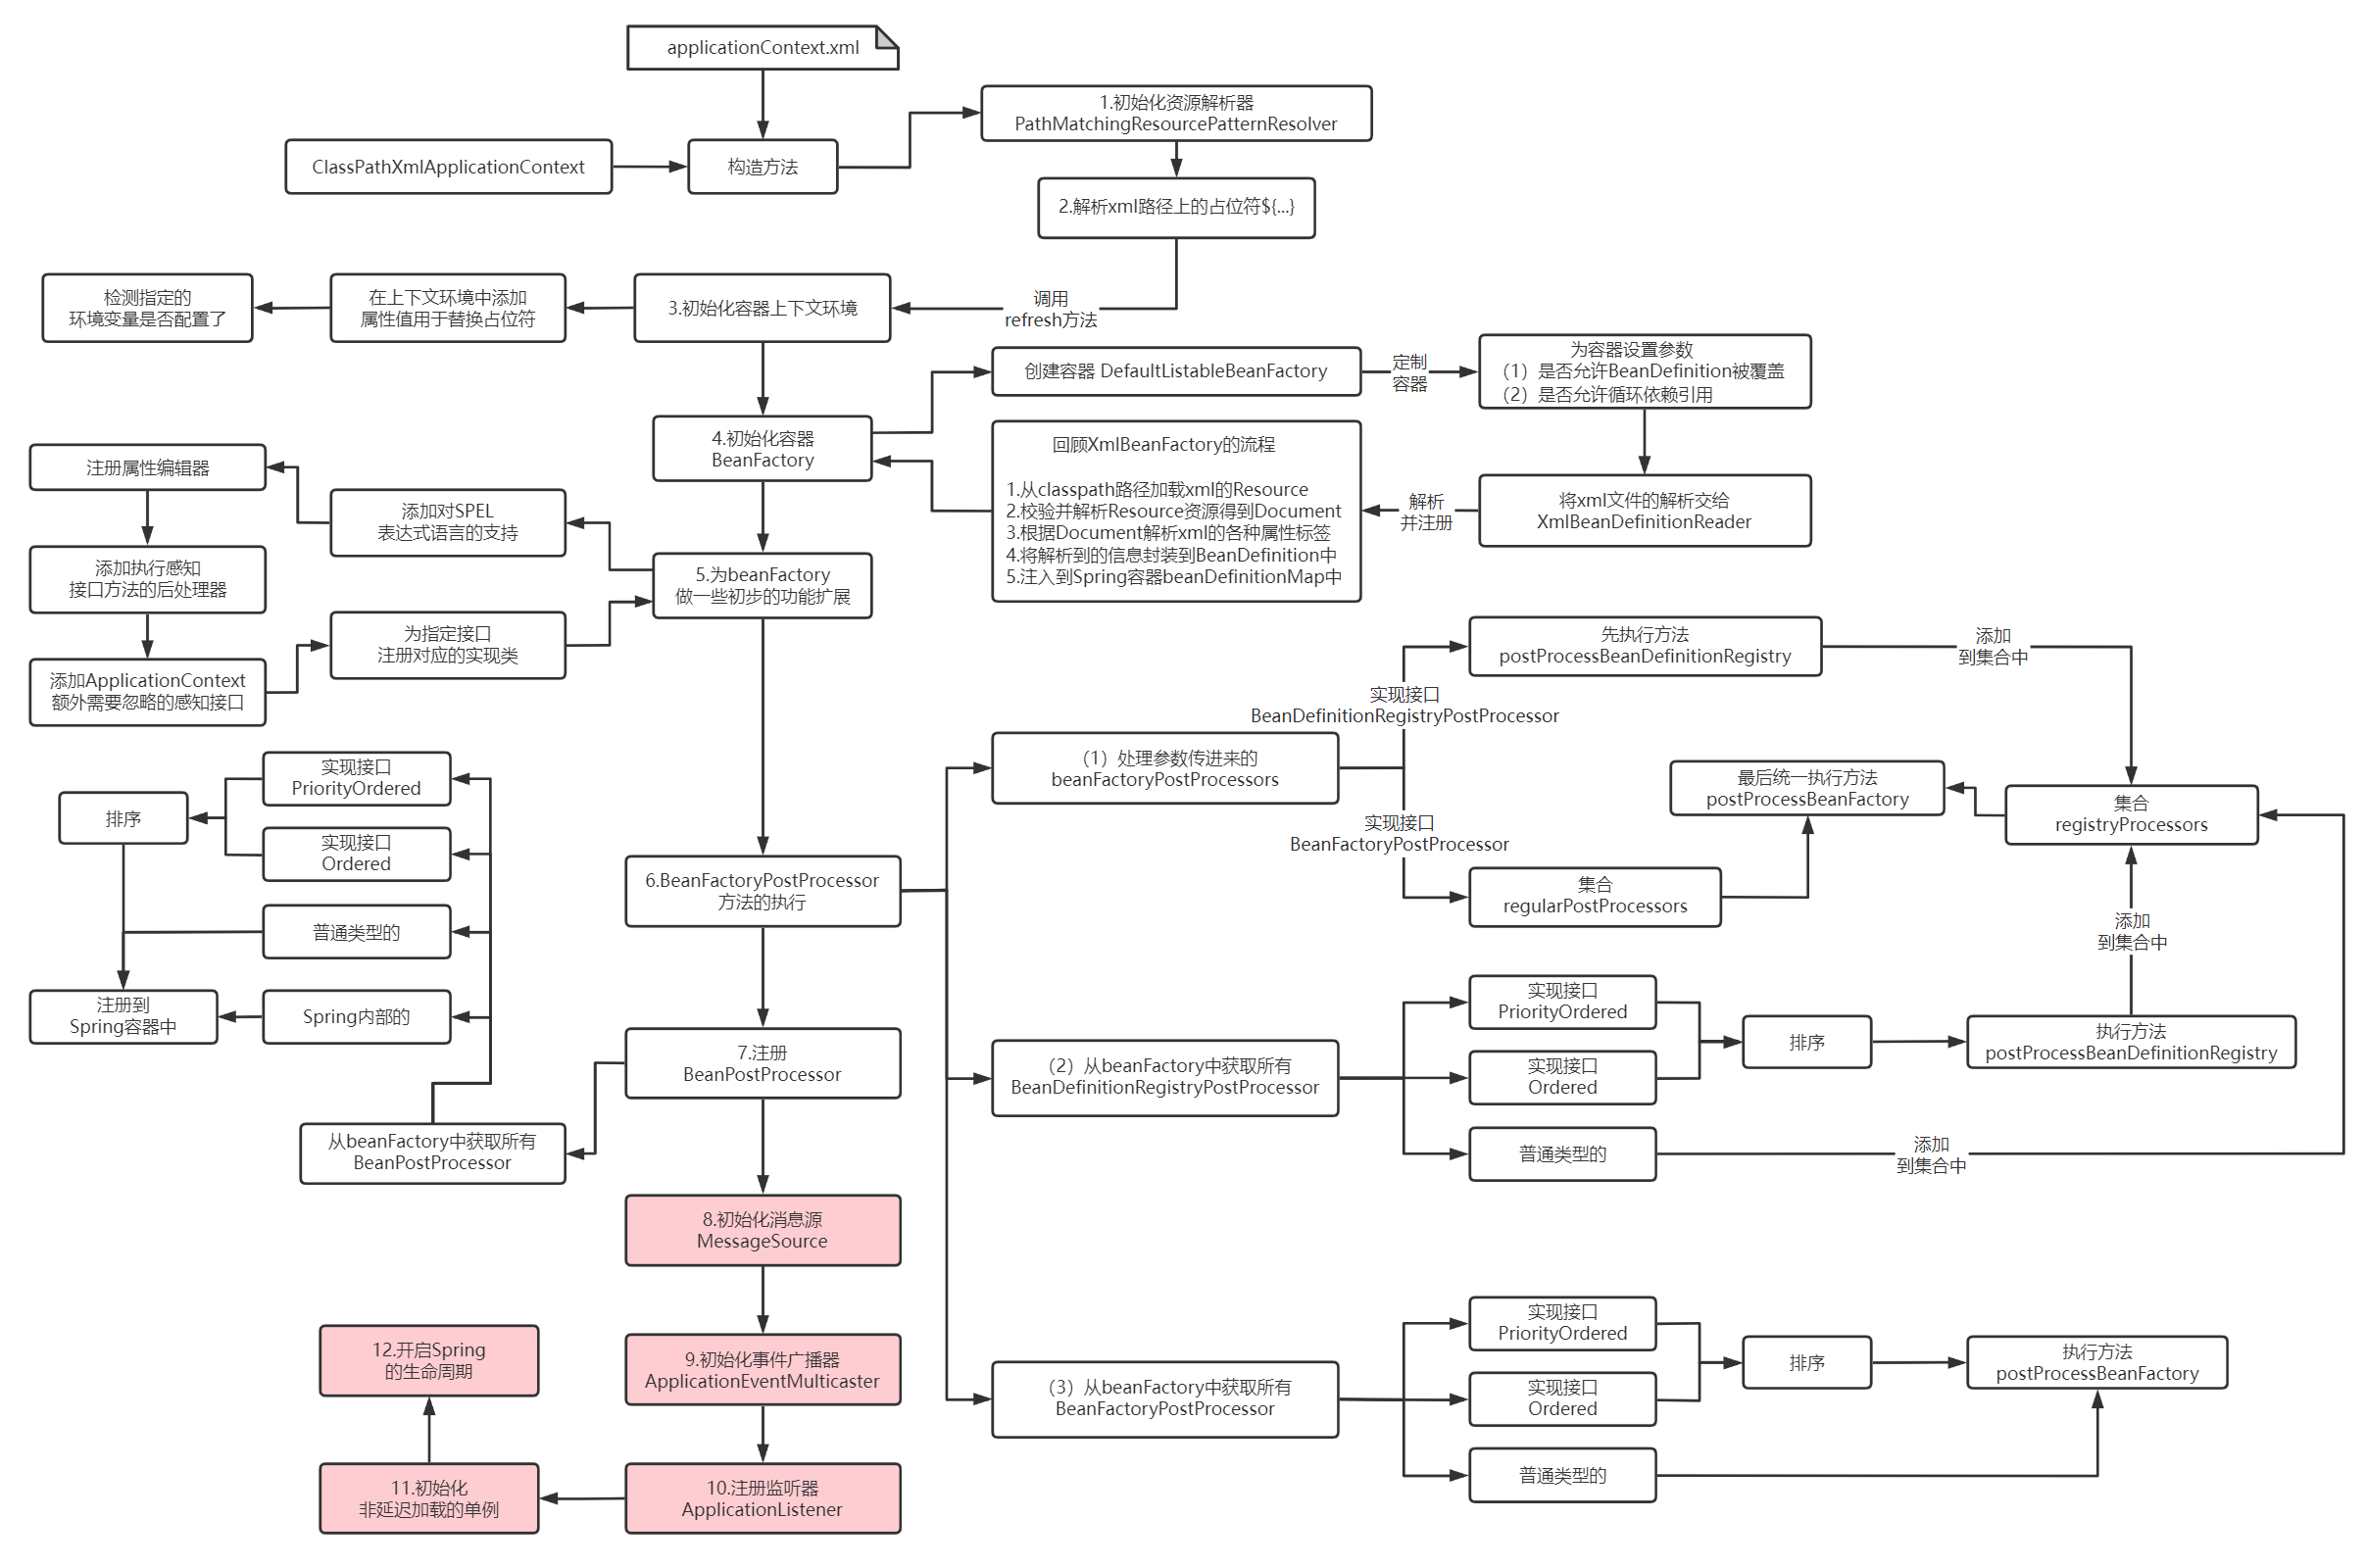 applicationContext.xml
ClassPathXmlApplicationContext
构造方法
1.初始化资源解析器
PathMatchingResourcePatternResolver
2.解析xml路径上的占位符${...}
调用
refresh方法
3.初始化容器上下文环境
在上下文环境中添加
属性值用于替换占位符
检测指定的
环境变量是否配置了
4.初始化容器
BeanFactory
创建容器 DefaultListableBeanFactory
定制
容器
为容器设置参数
（1）是否允许BeanDefinition被覆盖
（2）是否允许循环依赖引用
将xml文件的解析交给
XmlBeanDefinitionReader
解析
并注册
回顾XmlBeanFactory的流程
1.从classpath路径加载xml的Resource
2.校验并解析Resource资源得到Document
3.根据Document解析xml的各种属性标签
4.将解析到的信息封装到BeanDefinition中
5.注入到Spring容器beanDefinitionMap中
5.为beanFactory
做一些初步的功能扩展
添加对SPEL
表达式语言的支持
注册属性编辑器
添加执行感知
接口方法的后处理器
添加ApplicationContext
额外需要忽略的感知接口
为指定接口
注册对应的实现类
6.BeanFactoryPostProcessor
方法的执行
（1）处理参数传进来的
beanFactoryPostProcessors
实现接口
BeanDefinitionRegistryPostProcessor
先执行方法
postProcessBeanDefinitionRegistry
添加
到集合中
实现接口
BeanFactoryPostProcessor
集合
regularPostProcessors
最后统一执行方法
postProcessBeanFactory
集合
registryProcessors
添加
到集合中
（2）从beanFactory中获取所有
BeanDefinitionRegistryPostProcessor
实现接口
PriorityOrdered
实现接口
Ordered
普通类型的
排序
执行方法
postProcessBeanDefinitionRegistry
添加
到集合中
（3）从beanFactory中获取所有
BeanFactoryPostProcessor
实现接口
PriorityOrdered
实现接口
Ordered
普通类型的
排序
执行方法
postProcessBeanFactory
7.注册
BeanPostProcessor
从beanFactory中获取所有
BeanPostProcessor
实现接口
PriorityOrdered
实现接口
Ordered
普通类型的
Spring内部的
排序
注册到
Spring容器中
8.初始化消息源
MessageSource
9.初始化事件广播器
ApplicationEventMulticaster
10.注册监听器
ApplicationListener
11.初始化
非延迟加载的单例
12.开启Spring
的生命周期